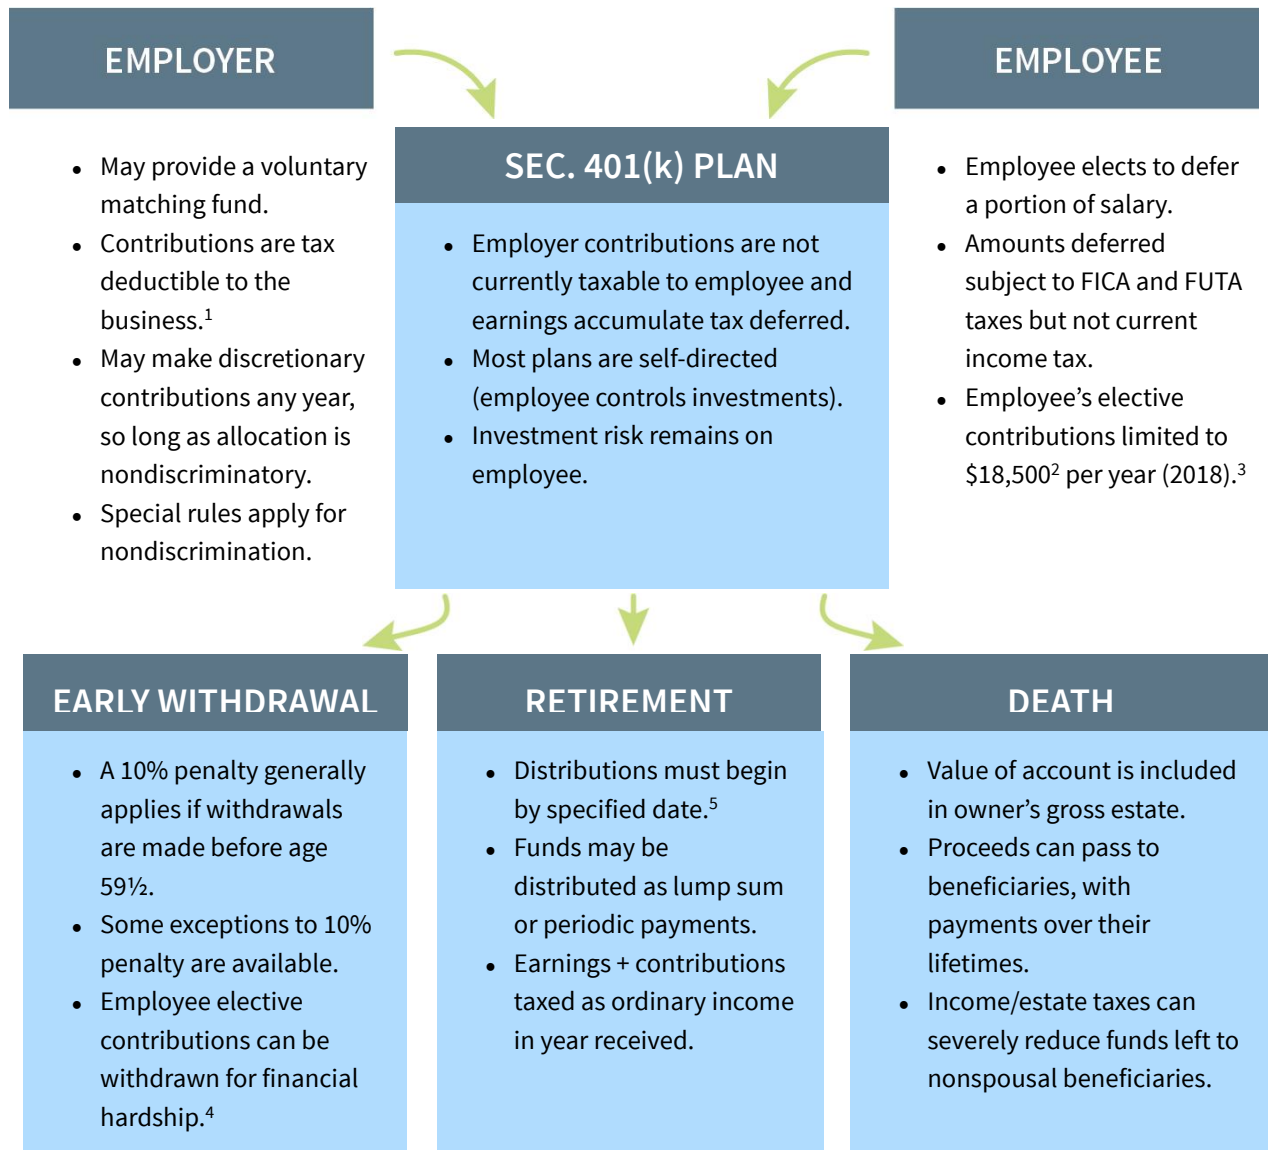 EMPLOYER
• May provide a voluntary
matching fund.
• Contributions are tax
deductible to the
business.¹
• May make discretionary
contributions any year,
so long as allocation is
nondiscriminatory.
• Special rules apply for
nondiscrimination.
SEC. 401(k) PLAN
• Employer contributions are not
currently taxable to employee and
earnings accumulate tax deferred.
• Most plans are self-directed
(employee controls investments).
• Investment risk remains on
employee.
EMPLOYEE
• Employee elects to defer
a portion of salary.
• Amounts deferred
subject to FICA and FUTA
taxes but not current
income tax.
• Employee’s elective
contributions limited to
$18,500² per year (2018).³
EARLY WITHDRAWAL
• A 10% penalty generally
applies if withdrawals
are made before age
59½.
• Some exceptions to 10%
penalty are available.
• Employee elective
contributions can be
withdrawn for financial
hardship.⁴
RETIREMENT
• Distributions must begin
by specified date.⁵
• Funds may be
distributed as lump sum
or periodic payments.
• Earnings + contributions
taxed as ordinary income
in year received.
DEATH
• Value of account is included
in owner’s gross estate.
• Proceeds can pass to
beneficiaries, with
payments over their
lifetimes.
• Income/estate taxes can
severely reduce funds left to
nonspousal beneficiaries.